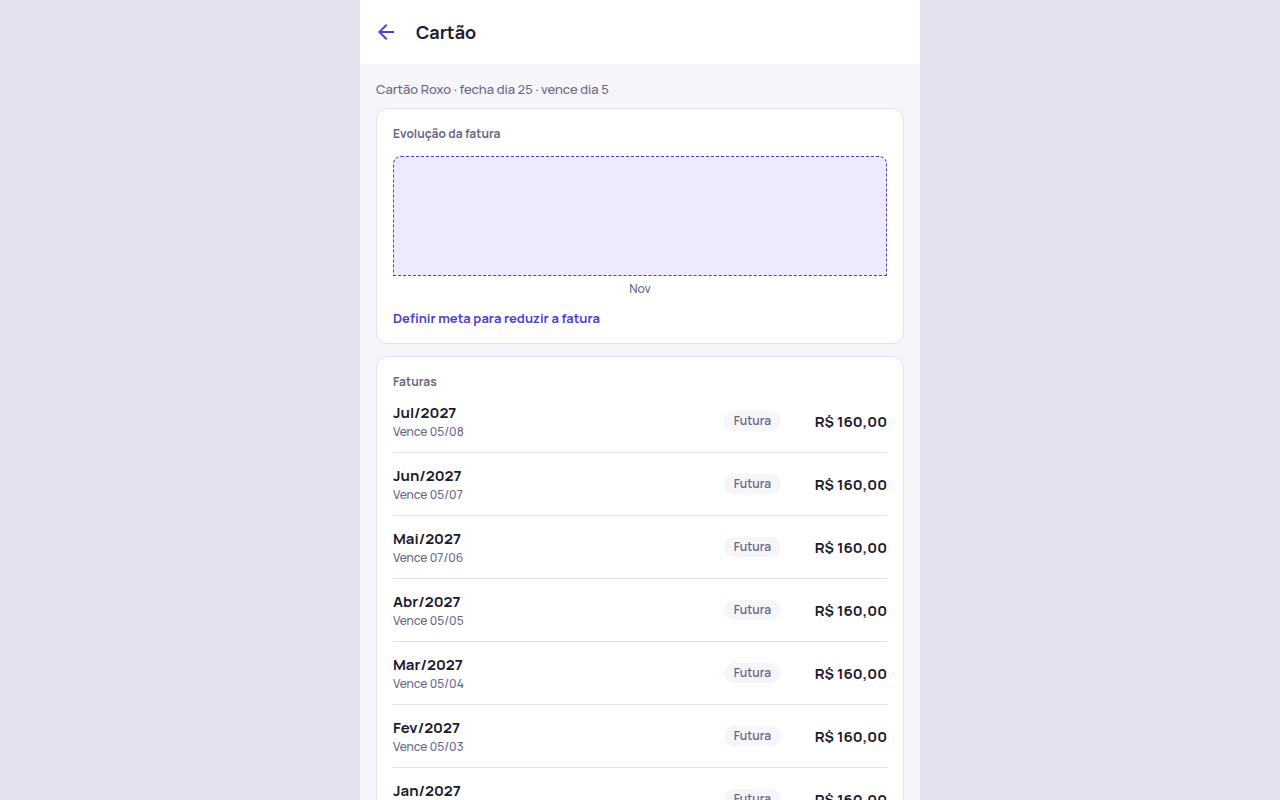 Cartão
Cartão Roxo · fecha dia 25 · vence dia 5
Evolução da fatura
Nov
Definir meta para reduzir a fatura
Faturas
Jul/2027
Vence 05/08
Futura
R$ 160,00
Jun/2027
Vence 05/07
Futura
R$ 160,00
Mai/2027
Vence 07/06
Futura
R$ 160,00
Abr/2027
Vence 05/05
Futura
R$ 160,00
Mar/2027
Vence 05/04
Futura
R$ 160,00
Fev/2027
Vence 05/03
Futura
R$ 160,00
Jan/2027
Futura
R$ 160,00